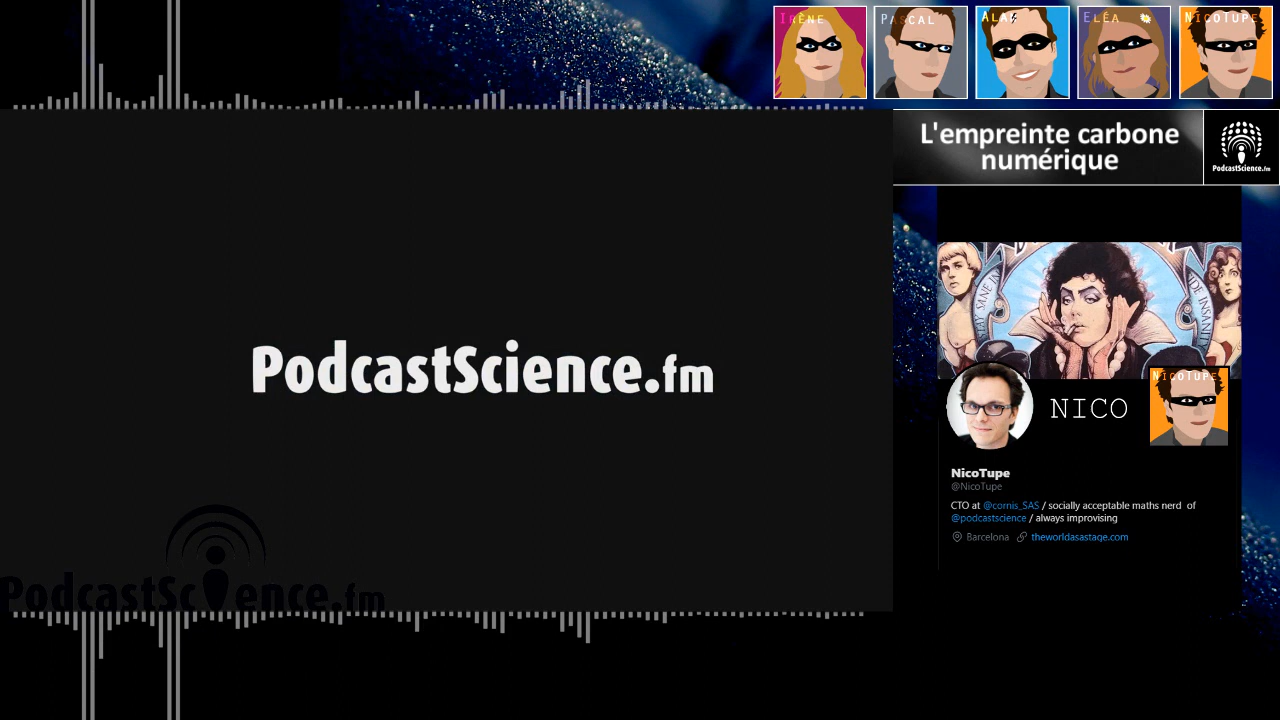 IRÈNE
PASCAL
ALAN
ELÉA
NICOTUPE
L'empreinte carbone
numérique
PodcastScience.fm
PodcastScience.fm
NICOTUPE
NICO
NicoTupe
@NicoTupe
CTO at @cornis_SAS / socially acceptable maths nerd of
@podcastscience / always improvising
Barcelona theworldasastage.com
PodcastScience.fm